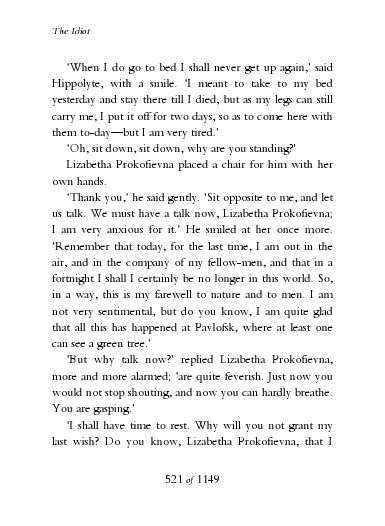 The Idiot
‘When I do go to bed I shall never get up again,’ said
Hippolyte, with a smile. ‘I meant to take to my bed
yesterday and stay there till I died, but as my legs can still
carry me, I put it off for two days, so as to come here with
them to-day—but I am very tired.’
‘Oh, sit down, sit down, why are you standing?’
Lizabetha Prokofievna placed a chair for him with her
own hands.
‘Thank you,’ he said gently. ‘Sit opposite to me, and let
us talk. We must have a talk now, Lizabetha Prokofievna;
I am very anxious for it.’ He smiled at her once more.
‘Remember that today, for the last time, I am out in the
air, and in the company of my fellow-men, and that in a
fortnight I shall I certainly be no longer in this world. So,
in a way, this is my farewell to nature and to men. I am
not very sentimental, but do you know, I am quite glad
that all this has happened at Pavlofsk, where at least one
can see a green tree.’
‘But why talk now?’ replied Lizabetha Prokofievna,
more and more alarmed; ‘are quite feverish. Just now you
would not stop shouting, and now you can hardly breathe.
You are gasping.’
‘I shall have time to rest. Why will you not grant my
last wish? Do you know, Lizabetha Prokofievna, that I
521 of 1149